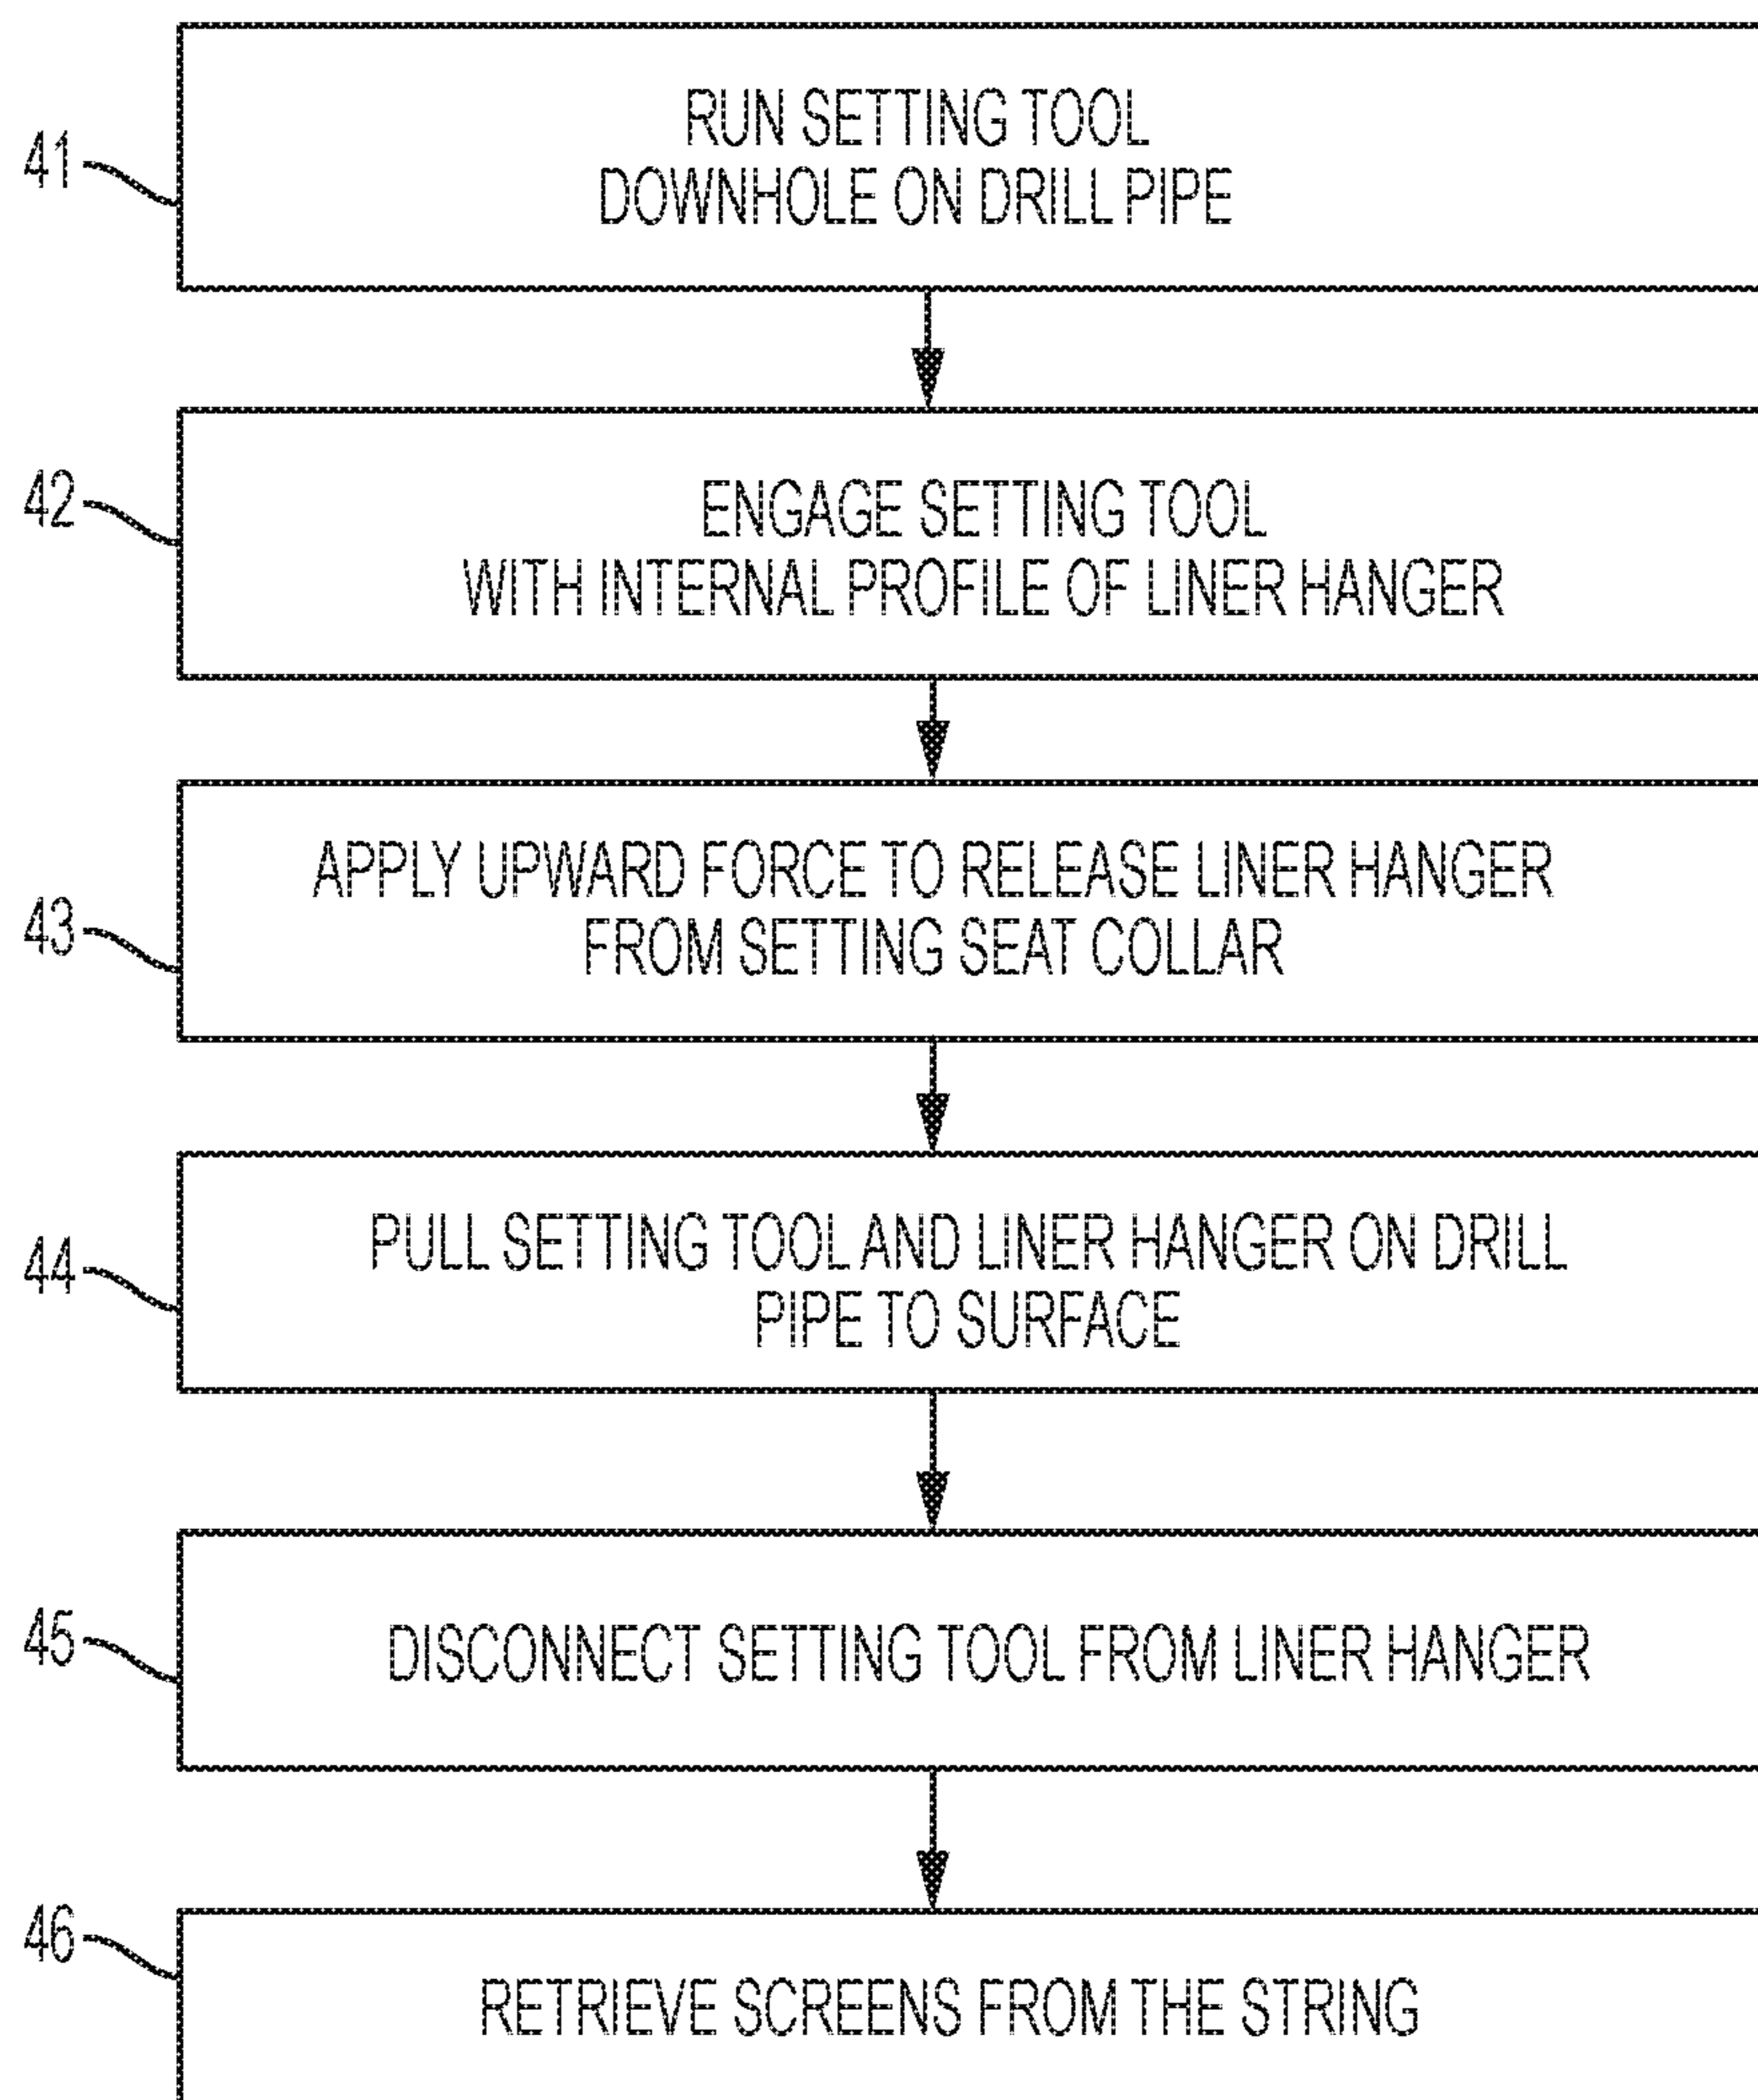 41
RUN SETTING TOOL
DOWNHOLE ON DRILL PIPE
42
ENGAGE SETTING TOOL
WITH INTERNAL PROFILE OF LINER HANGER
43
APPLY UPWARD FORCE TO RELEASE LINER HANGER
FROM SETTING SEAT COLLAR
44
PULL SETTING TOOL AND LINER HANGER ON DRILL
PIPE TO SURFACE
45
DISCONNECT SETTING TOOL FROM LINER HANGER
46
RETRIEVE SCREENS FROM THE STRING